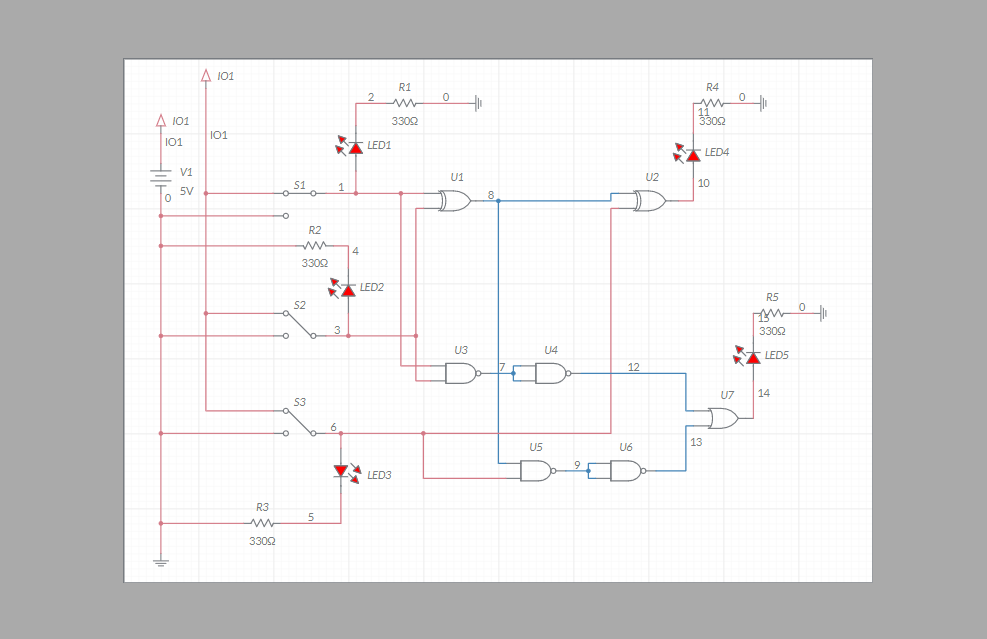 IO1
R1
R4
2
0
0
330Ω
11
330Ω
IO1
IO1
IO1
LED1
LED4
V1
5V
0
S1
1
U1
8
U2
10
R2
4
330Ω
LED2
S2
3
R5
0
15
330Ω
U3
7
U4
12
LED5
14
U7
S3
6
13
U5
9
U6
LED3
R3
5
330Ω